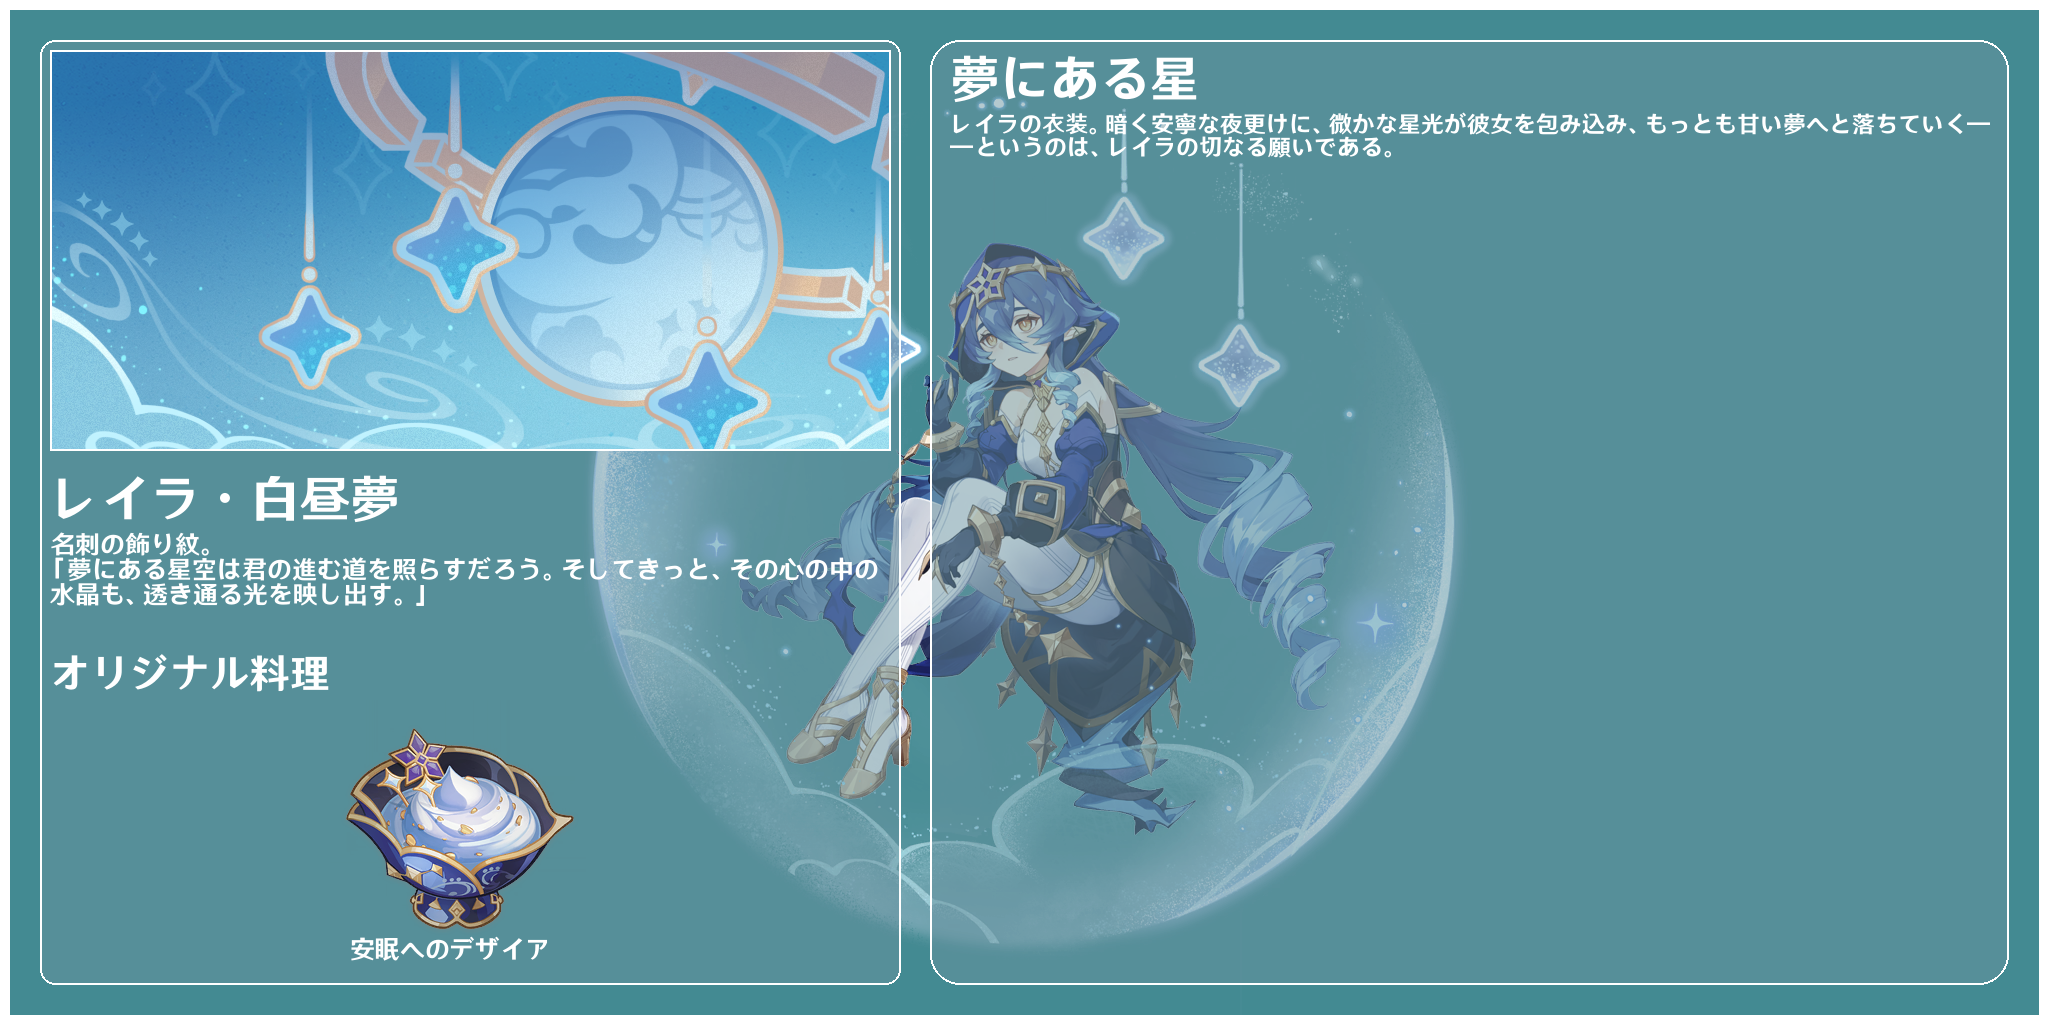 レイラ・白昼夢
名刺の飾り紋。
「夢にある星空は君の進む道を照らすだろう。そしてきっと、その心の中の
水晶も、透き通る光を映し出す。」
オリジナル料理
安眠へのデザイア
夢にある星
レイラの衣装。暗く安寧な夜更けに、微かな星光が彼女を包み込み、もっとも甘い夢へと落ちていく—
—というのは、レイラの切なる願いである。